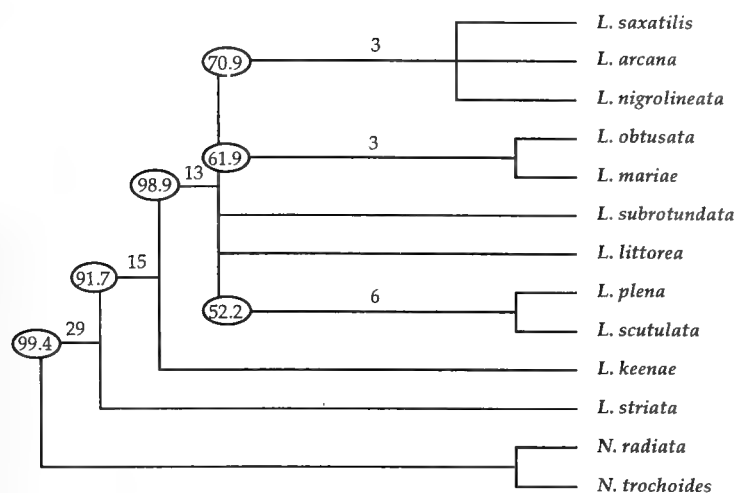 L. saxatilis
70.9 3 L. arcana
L. nigrolineata
L. obtusata
61.9 3
L. mariae
98.9 13
L. subrotundata
L. littorea
91.7 15
L. plena
52.2 6
L. scutulata
99.4 29
L. keenae
L. striata
N. radiata
N. trochoides